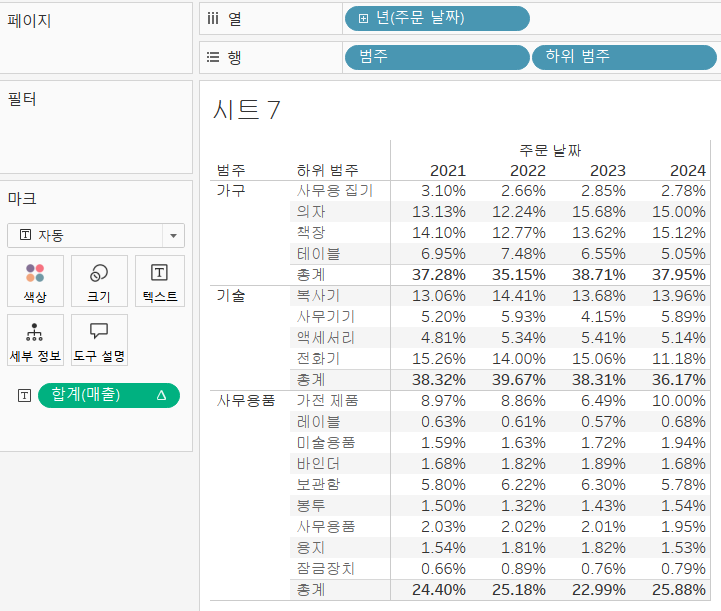 페이지
열
년(주문 날짜)
행
범주
하위 범주
필터
마크
자동
색상
크기
텍스트
세부 정보
도구 설명
합계(매출) Δ
시트 7
주문 날짜
범주 하위 범주 2021 2022 2023 2024
가구 사무용 집기 3.10% 2.66% 2.85% 2.78%
의자 13.13% 12.24% 15.68% 15.00%
책장 14.10% 12.77% 13.62% 15.12%
테이블 6.95% 7.48% 6.55% 5.05%
총계 37.28% 35.15% 38.71% 37.95%
기술 복사기 13.06% 14.41% 13.68% 13.96%
사무기기 5.20% 5.93% 4.15% 5.89%
액세서리 4.81% 5.34% 5.41% 5.14%
전화기 15.26% 14.00% 15.06% 11.18%
총계 38.32% 39.67% 38.31% 36.17%
사무용품 가전 제품 8.97% 8.86% 6.49% 10.00%
레이블 0.63% 0.61% 0.57% 0.68%
미술용품 1.59% 1.63% 1.72% 1.94%
바인더 1.68% 1.82% 1.89% 1.68%
보관함 5.80% 6.22% 6.30% 5.78%
봉투 1.50% 1.32% 1.43% 1.54%
사무용품 2.03% 2.02% 2.01% 1.95%
용지 1.54% 1.81% 1.82% 1.53%
잠금장치 0.66% 0.89% 0.76% 0.79%
총계 24.40% 25.18% 22.99% 25.88%